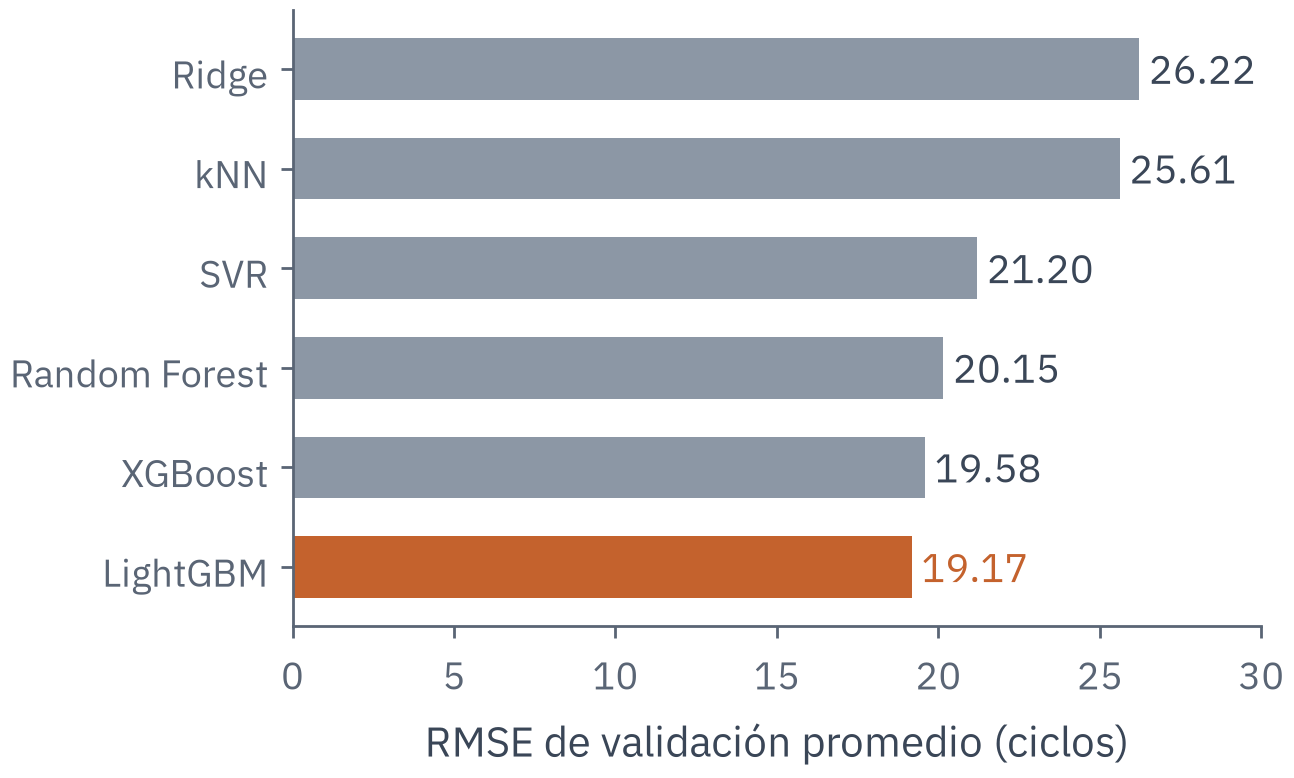 Ridge 26.22
kNN 25.61
SVR 21.20
Random Forest 20.15
XGBoost 19.58
LightGBM 19.17
0 5 10 15 20 25 30
RMSE de validación promedio (ciclos)